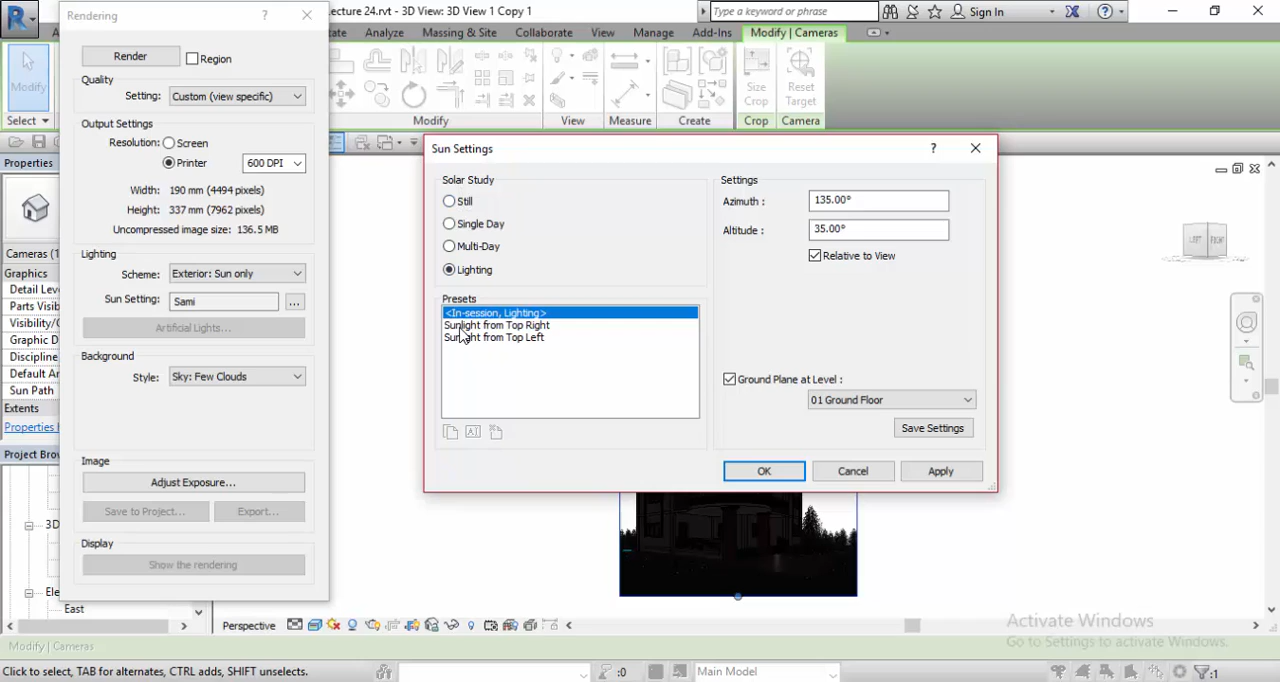 Rendering
ecture 24.rvt - 3D View: 3D View 1 Copy 1
Type a keyword or phrase
Sign In
Analyze
Massing & Site
Collaborate
View
Manage
Add-Ins
Modify | Cameras
Modify
Select
Modify
View
Measure
Create
Size Crop
Crop
Reset Target
Camera
Render
Region
Quality
Setting:
Custom (view specific)
Output Settings
Resolution:
Screen
Printer
600 DPI
Width: 190 mm (4494 pixels)
Height: 337 mm (7962 pixels)
Uncompressed image size: 136.5 MB
Lighting
Scheme:
Exterior: Sun only
Sun Setting:
Sami
...
Artificial Lights...
Background
Style:
Sky: Few Clouds
Image
Adjust Exposure...
Save to Project...
Export...
Display
Show the rendering
Properties
Cameras (1
Graphics
Detail Leve
Parts Visib
Visibility/
Graphic D
Discipline
Default Ar
Sun Path
Extents
Properties
Project Brow
3D
Ele
East
Sun Settings
Solar Study
Still
Single Day
Multi-Day
Lighting
Presets
<In-session, Lighting>
Sunlight from Top Right
Sunlight from Top Left
Settings
Azimuth :
135.00°
Altitude :
35.00°
Relative to View
Ground Plane at Level :
01 Ground Floor
Save Settings
OK
Cancel
Apply
LEFT
Perspective
Activate Windows
Go to Settings to activate Windows.
Modify | Cameras
Click to select, TAB for alternates, CTRL adds, SHIFT unselects.
:0
Main Model
:1